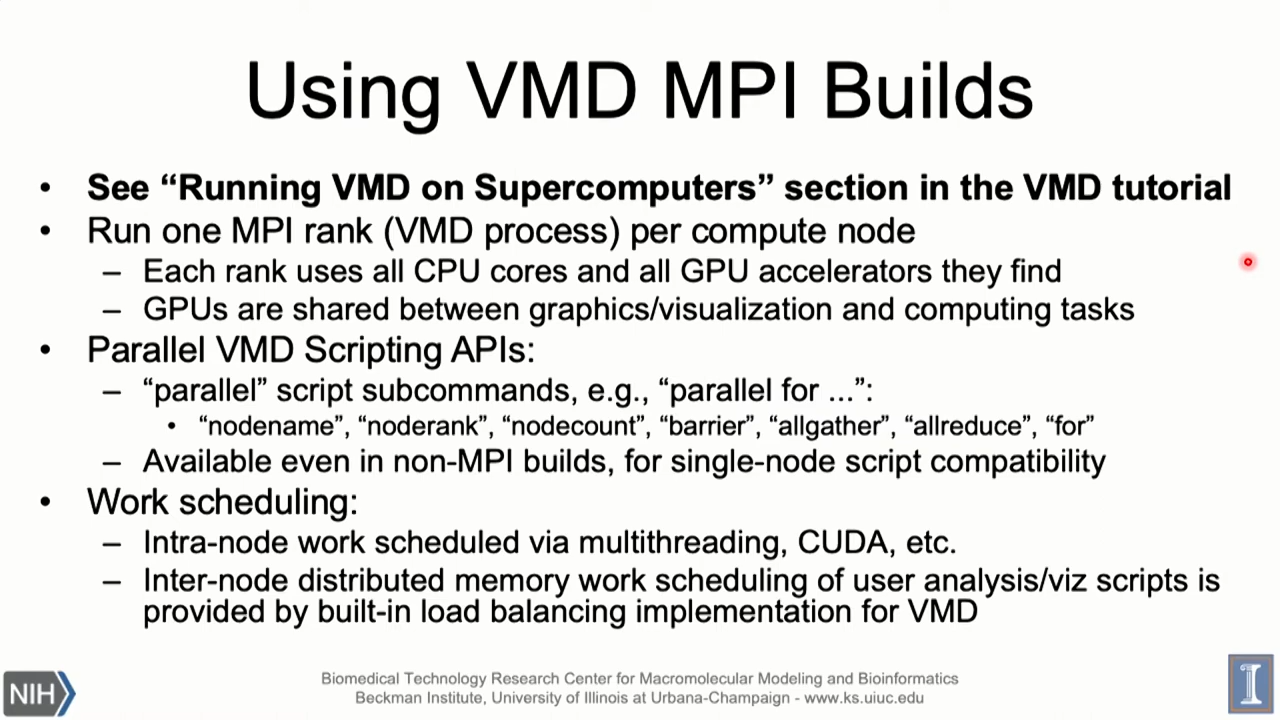 Using VMD MPI Builds
• See “Running VMD on Supercomputers” section in the VMD tutorial
• Run one MPI rank (VMD process) per compute node
– Each rank uses all CPU cores and all GPU accelerators they find
– GPUs are shared between graphics/visualization and computing tasks
• Parallel VMD Scripting APIs:
– “parallel” script subcommands, e.g., “parallel for ...”:
• “nodename”, “noderank”, “nodecount”, “barrier”, “allgather”, “allreduce”, “for”
– Available even in non-MPI builds, for single-node script compatibility
• Work scheduling:
– Intra-node work scheduled via multithreading, CUDA, etc.
– Inter-node distributed memory work scheduling of user analysis/viz scripts is
provided by built-in load balancing implementation for VMD
NIH
Biomedical Technology Research Center for Macromolecular Modeling and Bioinformatics
Beckman Institute, University of Illinois at Urbana-Champaign - www.ks.uiuc.edu
I